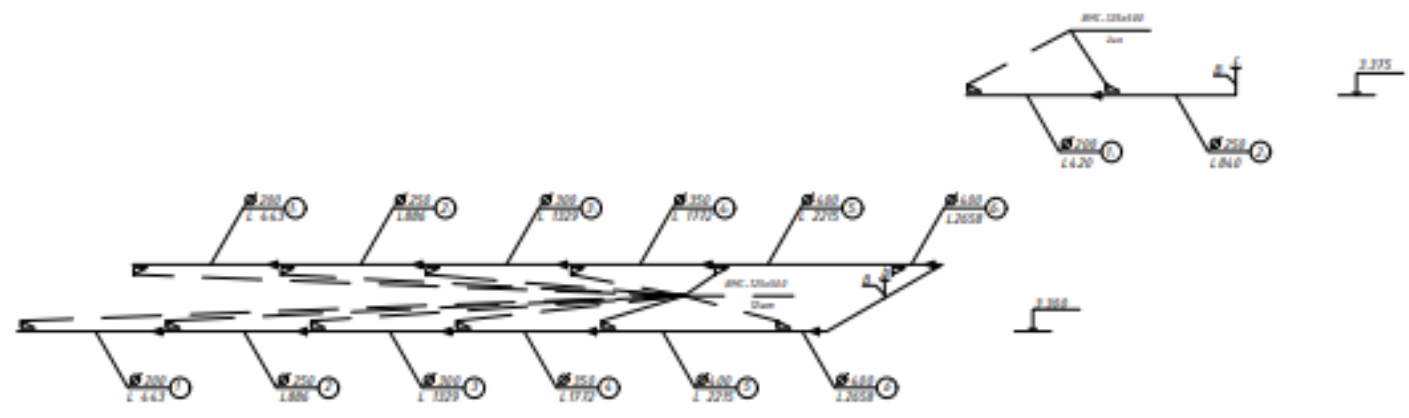 3.375
Ø200 1.
L420
Ø250 2.
L840
Ø200 1.
L 443
Ø250 2.
L886
Ø300 3.
L 1329
Ø350 4.
L 1772
Ø400 5.
L 2215
Ø400 6.
L2658
Ø200 1
L 443
Ø250 2
L886
Ø300 3
L 1329
Ø350 4
L1772
Ø400 5
L 2215
Ø400 6
L2658